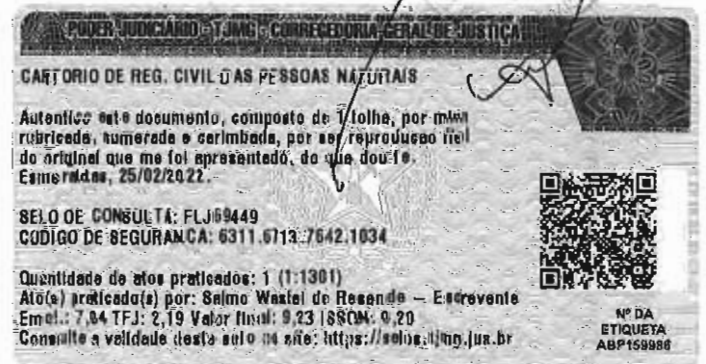 PODER JUDICIÁRIO - TJMG - CORREGEDORIA-GERAL DE JUSTIÇA
CARTORIO DE REG. CIVIL DAS PESSOAS NATURAIS
Autentico este documento, composto de 1 folha, por mim
rubricada, numerada e carimbada, por ser reproducao fiel
do original que me foi apresentado, do que dou fe.
Esmeraldas, 25/02/2022.
SELO DE CONSULTA: FLJ69449
CODIGO DE SEGURANCA: 6311.6713.7642.1034
Quantidade de atos praticados: 1 (1:1301)
Ato(s) praticado(s) por: Selmo Wastel de Resende — Escrevente
Emol.: 7,04 TFJ: 2,19 Valor final: 9,23 ISSQN: 0,20
Consulte a validade deste selo no site: https://selos.tjmg.jus.br
Nº DA
ETIQUETA
ABP159986